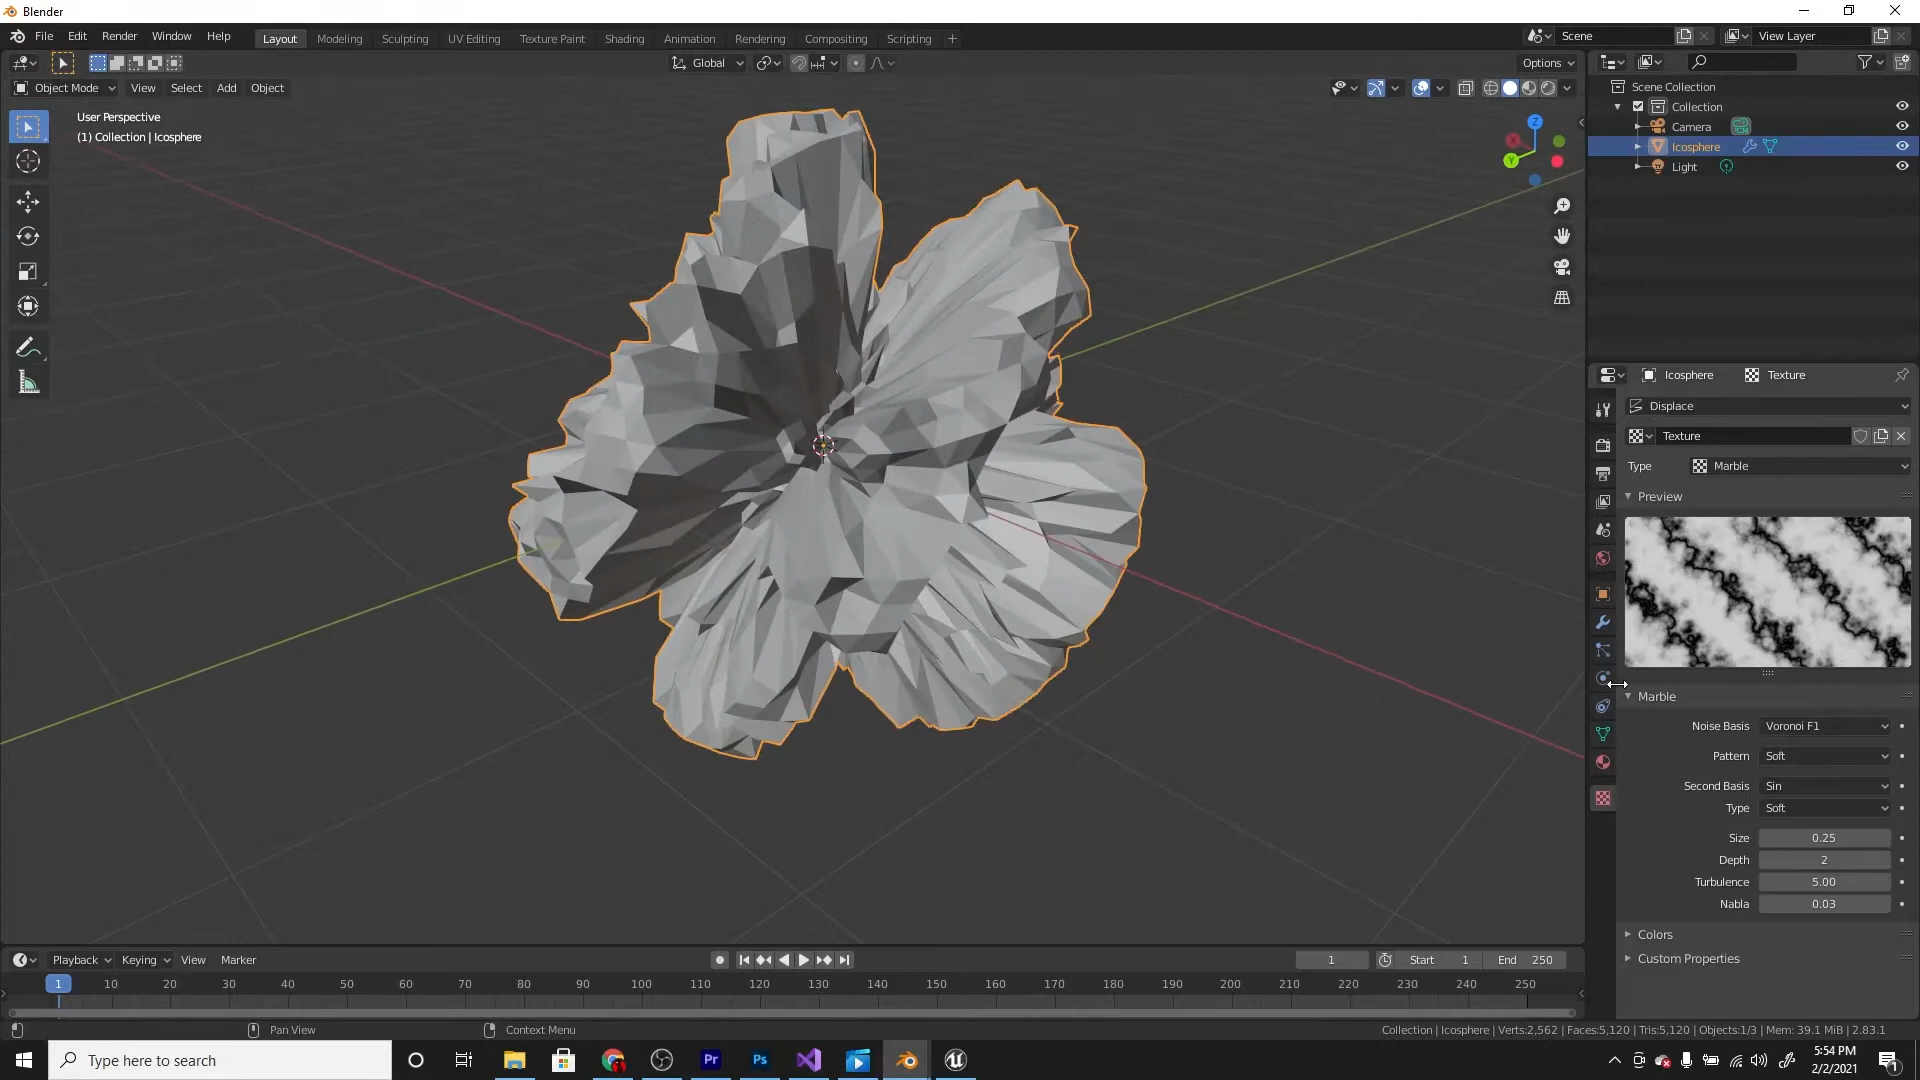 Blender
File Edit Render Window Help Layout Modeling Sculpting UV Editing Texture Paint Shading Animation Rendering Compositing Scripting + Scene View Layer
Global Options
Object Mode View Select Add Object
User Perspective
(1) Collection | Icosphere
Z
Y
Scene Collection
Collection
Camera
Icosphere
Light
Icosphere Texture
Displace
Texture
Type Marble
Preview
Marble
Noise Basis Voronoi F1
Pattern Soft
Second Basis Sin
Type Soft
Size 0.25
Depth 2
Turbulence 5.00
Nabla 0.03
Colors
Custom Properties
Playback Keying View Marker 1 Start 1 End 250
1 10 20 30 40 50 60 70 80 90 100 110 120 130 140 150 160 170 180 190 200 210 220 230 240 250
Pan View Context Menu Collection | Icosphere | Verts:2,562 | Faces:5,120 | Tris:5,120 | Objects:1/3 | Mem: 39.1 MiB | 2.83.1
Type here to search Pr Ps 5:54 PM
2/2/2021
1